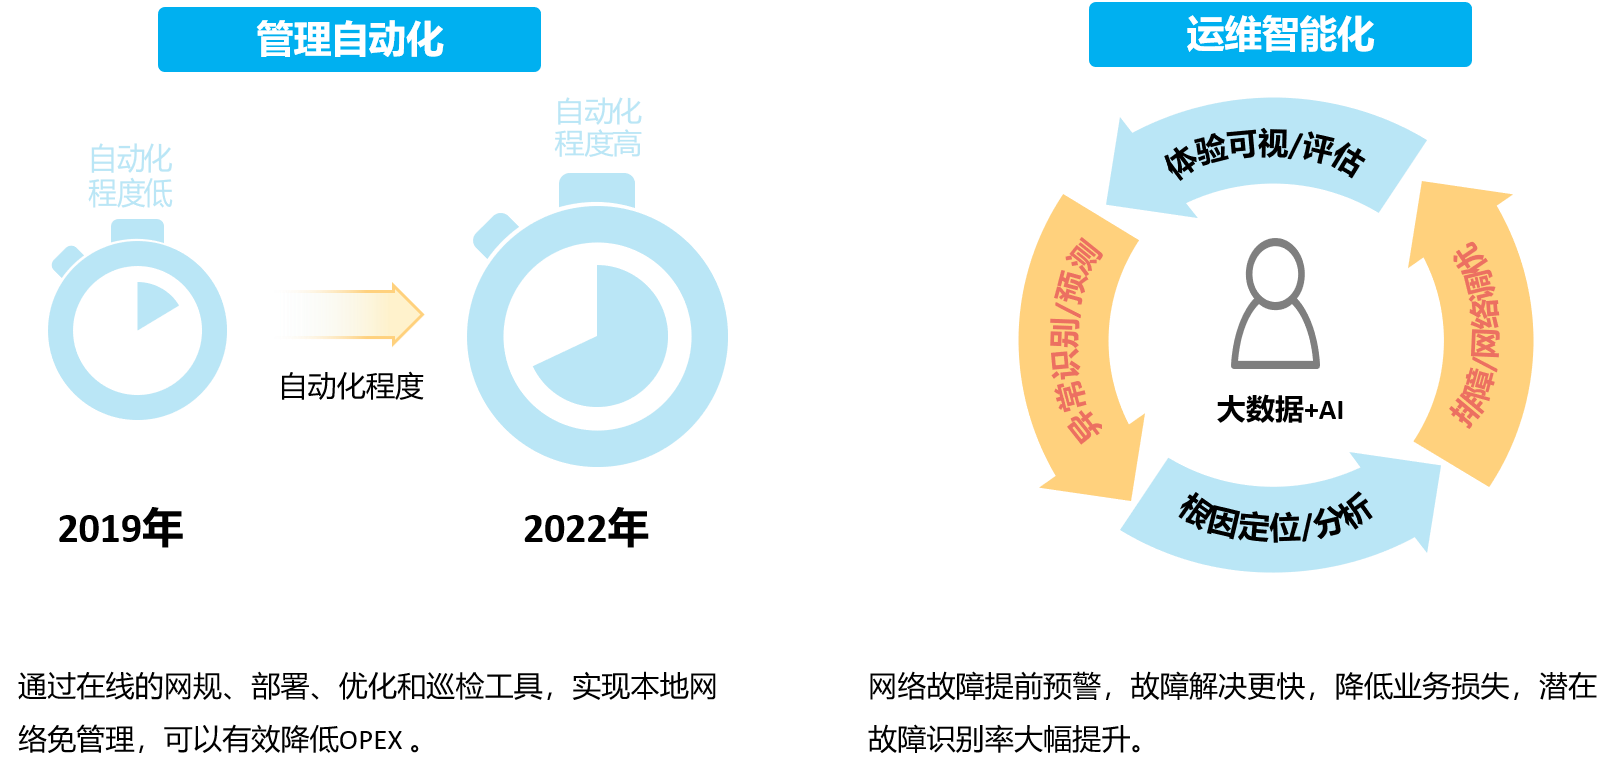 管理自动化
自动化
程度低
自动化
程度高
自动化程度
2019年
2022年
通过在线的网规、部署、优化和巡检工具，实现本地网
络免管理，可以有效降低OPEX 。
运维智能化
体验可视/评估
异常识别/预测
排障/网络调优
大数据+AI
根因定位/分析
网络故障提前预警，故障解决更快，降低业务损失，潜在
故障识别率大幅提升。